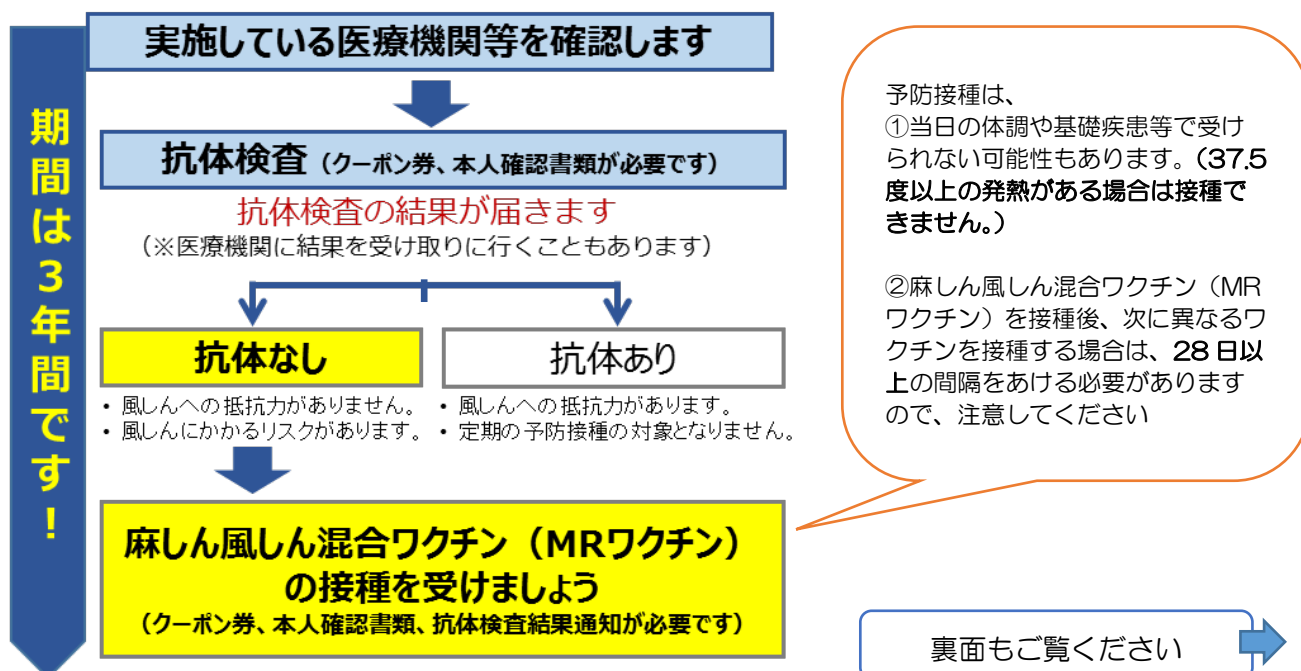 期間は3年間です！
実施している医療機関等を確認します
抗体検査（クーポン券、本人確認書類が必要です）
抗体検査の結果が届きます
（※医療機関に結果を受け取りに行くこともあります）
抗体なし
・風しんへの抵抗力がありません。
・風しんにかかるリスクがあります。
抗体あり
・風しんへの抵抗力があります。
・定期の予防接種の対象となりません。
麻しん風しん混合ワクチン（MRワクチン）
の接種を受けましょう
（クーポン券、本人確認書類、抗体検査結果通知が必要です）
予防接種は、
①当日の体調や基礎疾患等で受け
られない可能性もあります。（37.5
度以上の発熱がある場合は接種で
きません。）
②麻しん風しん混合ワクチン（MR
ワクチン）を接種後、次に異なるワ
クチンを接種する場合は、28日以
上の間隔をあける必要があります
ので、注意してください
裏面もご覧ください